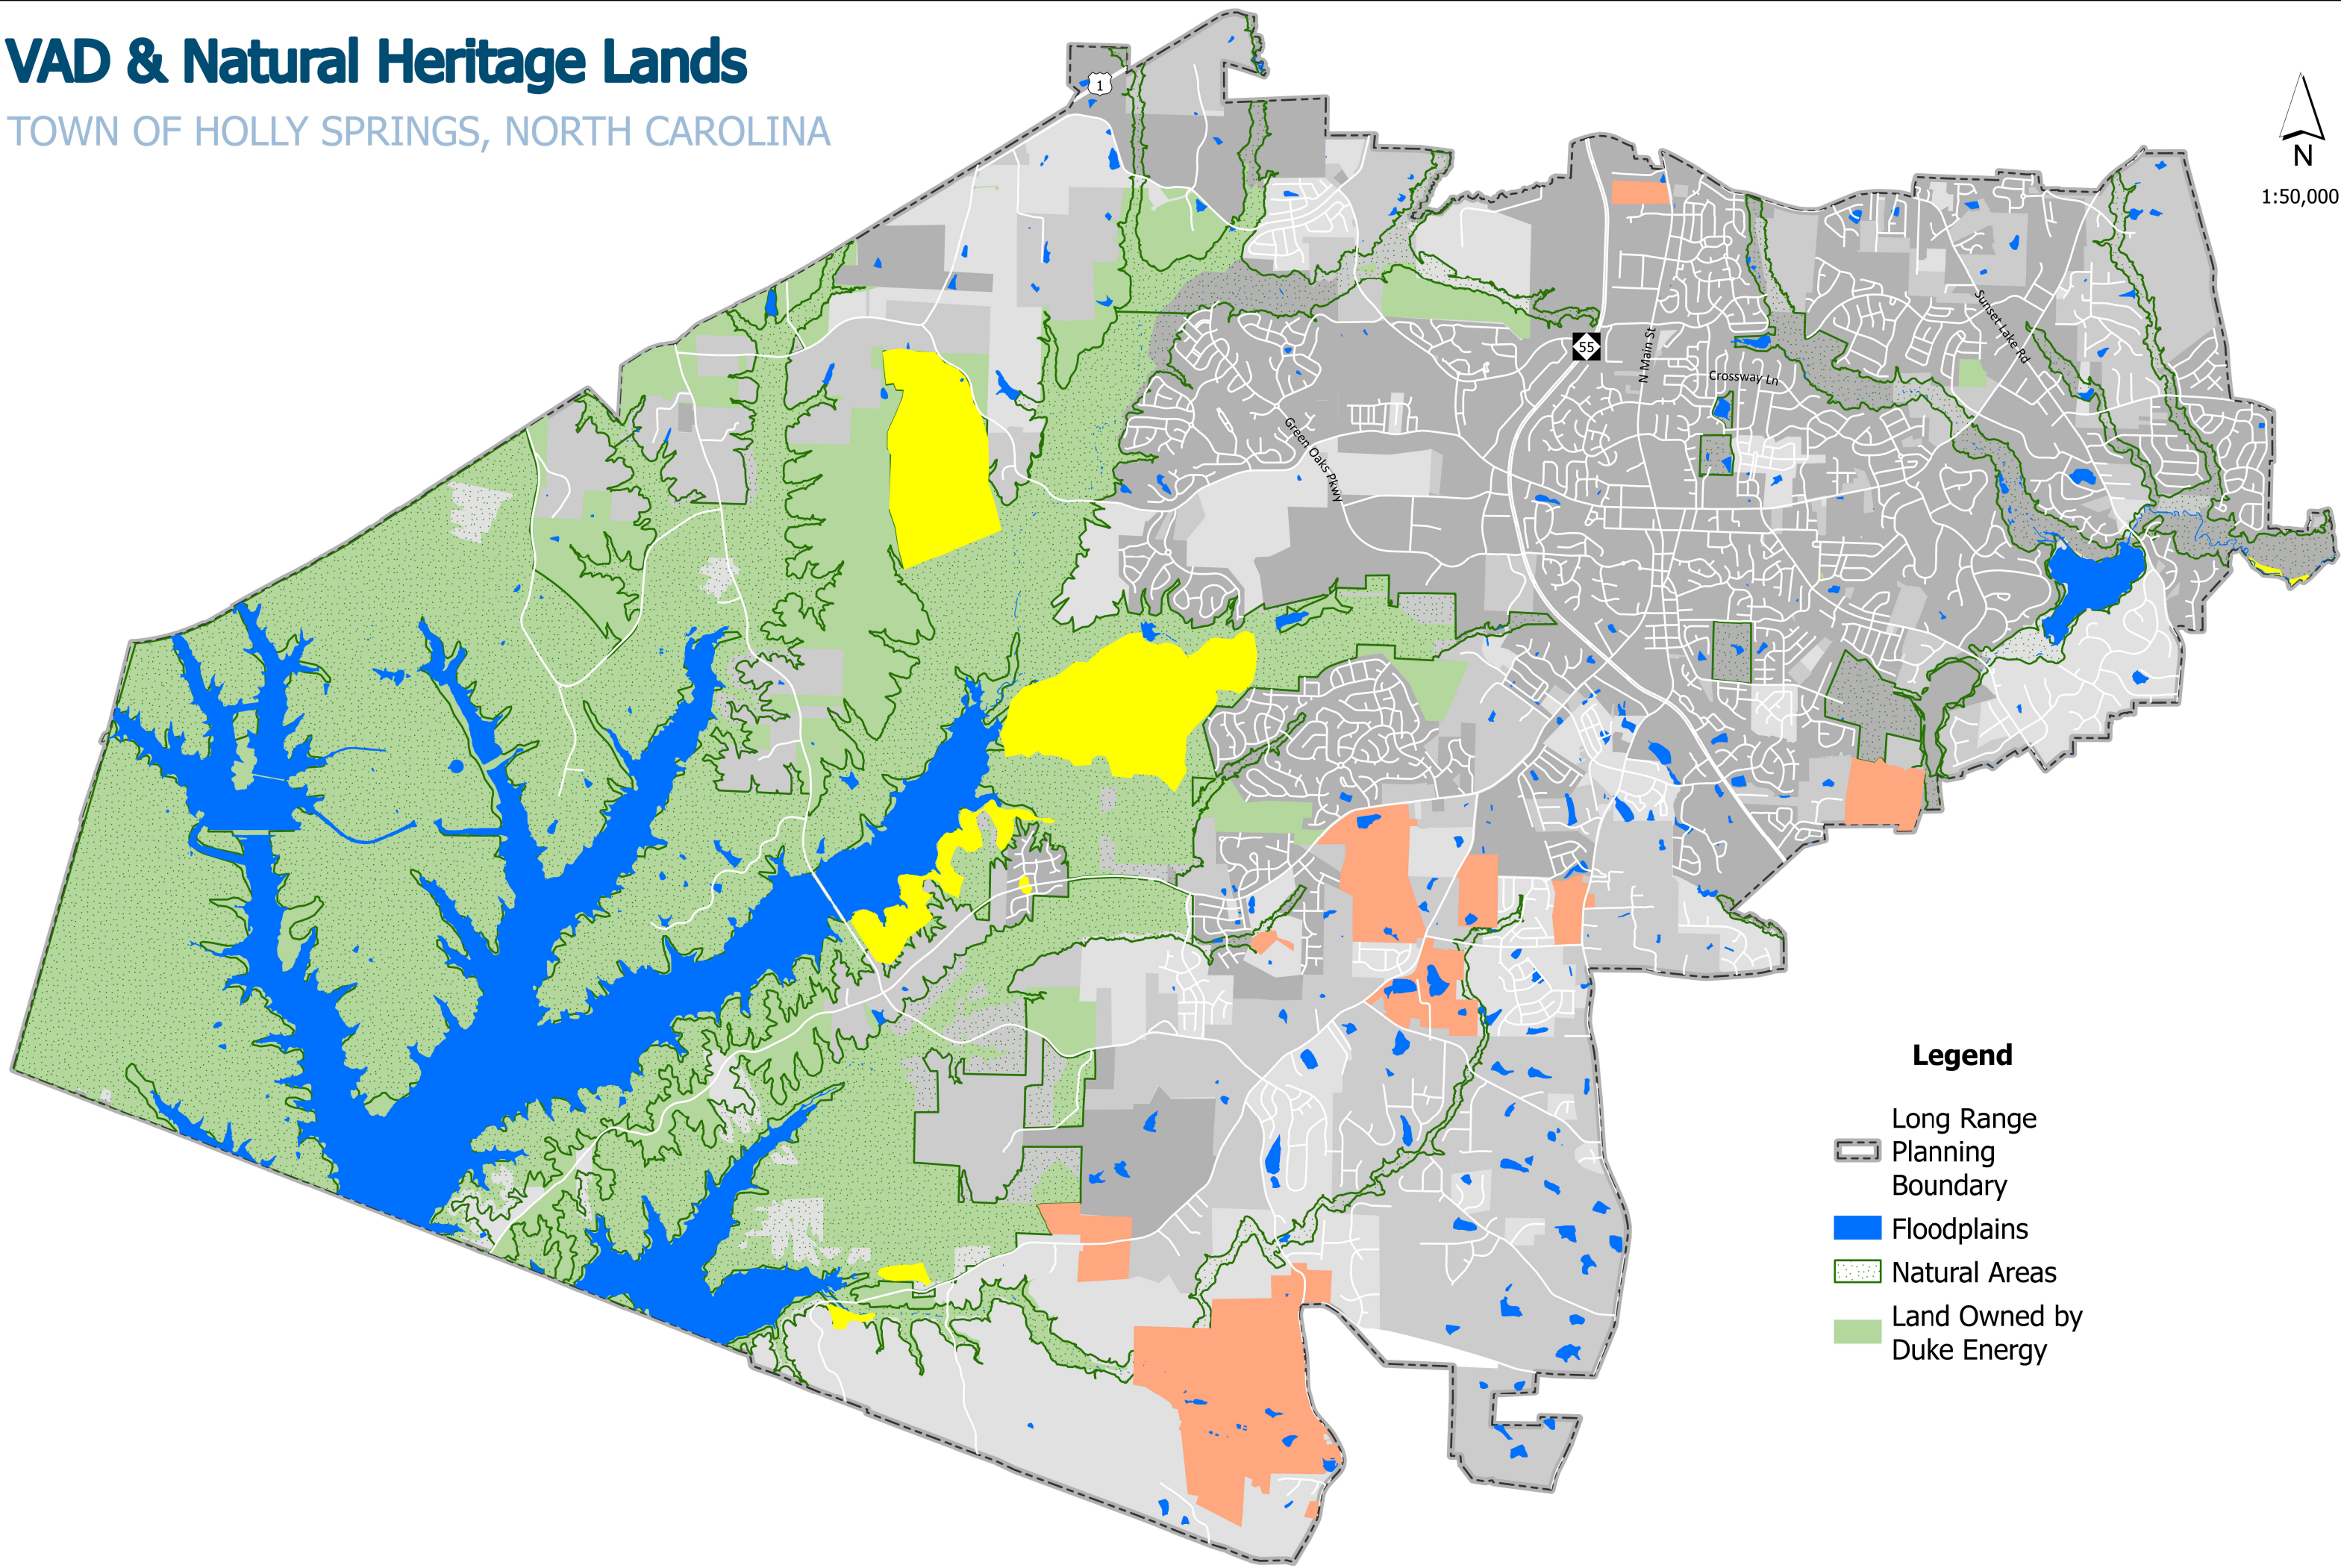 VAD & Natural Heritage Lands
TOWN OF HOLLY SPRINGS, NORTH CAROLINA
1
N
1:50,000
55
N Main St
Crossway Ln
Sunset Lake Rd
Green Oaks Pkwy
Legend
Long Range
Planning
Boundary
Floodplains
Natural Areas
Land Owned by
Duke Energy